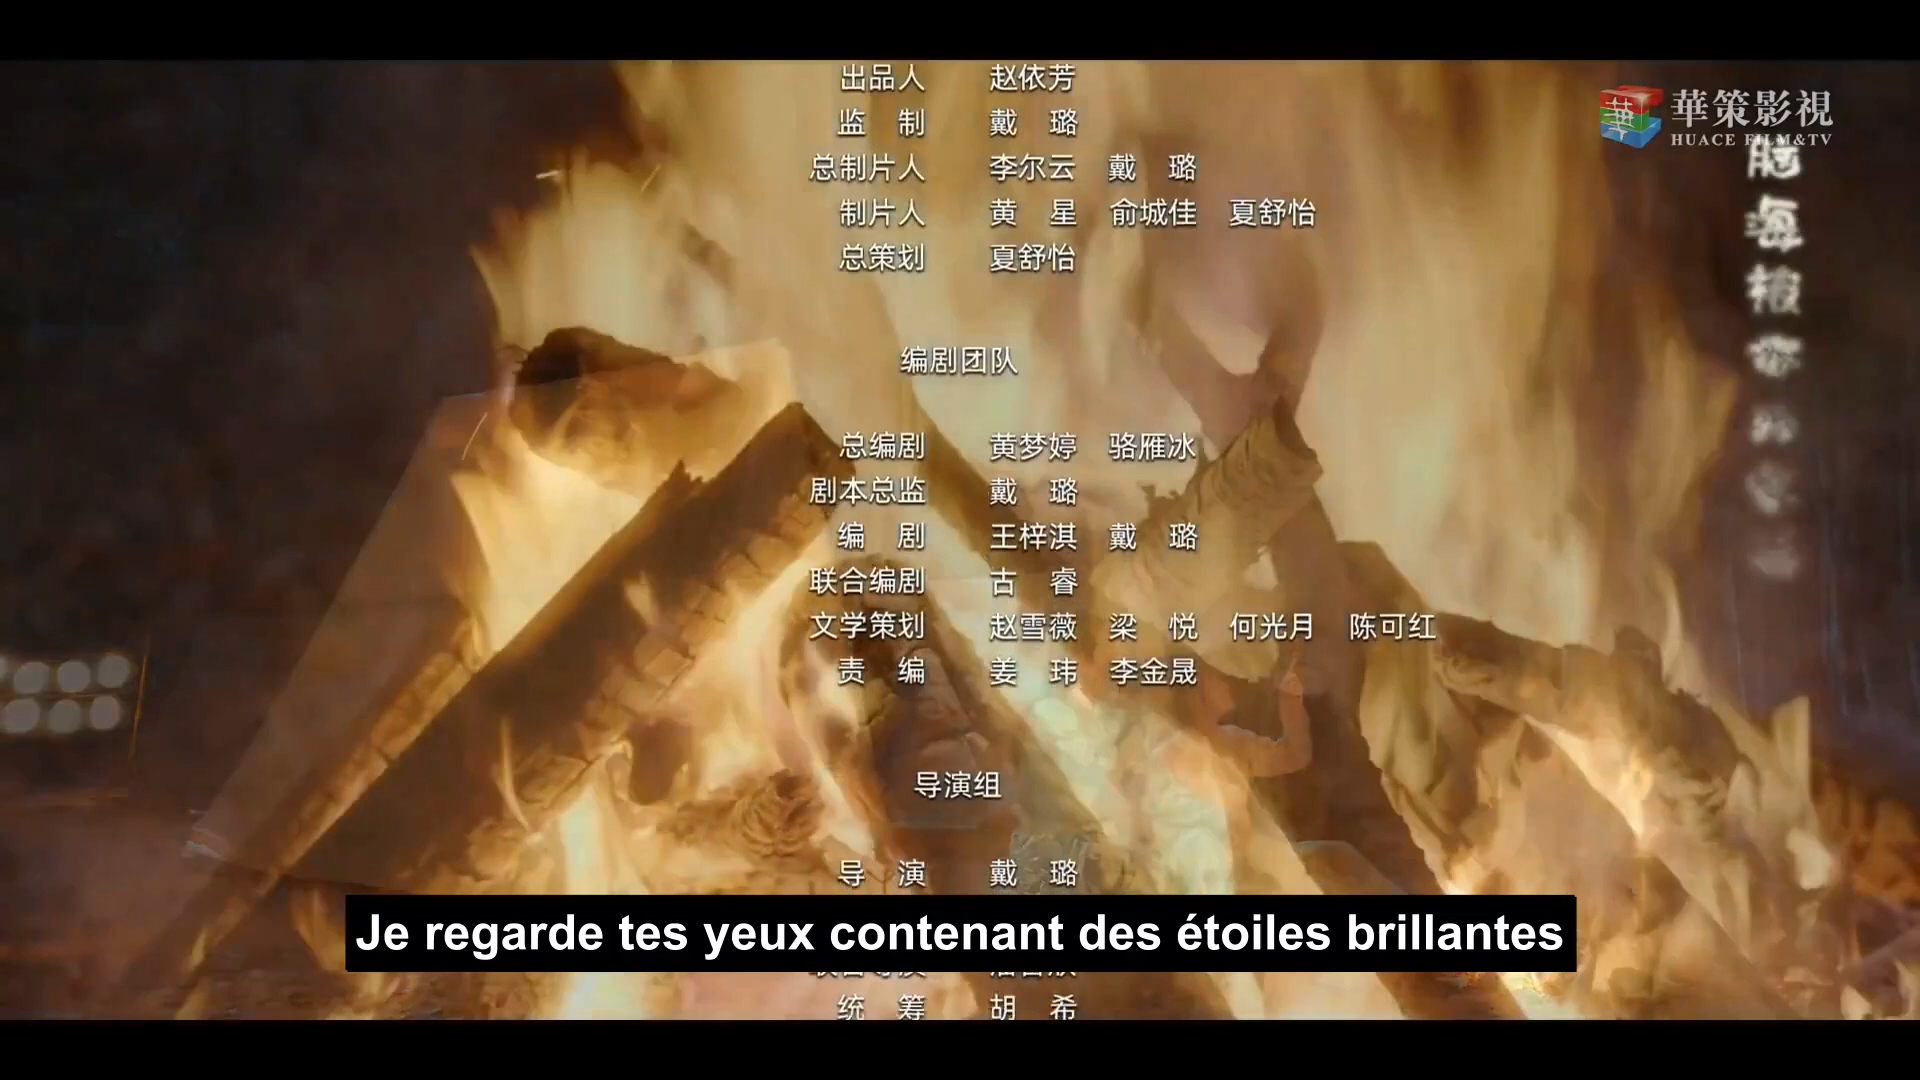 出品人 赵依芳
監 制 戴 璐
总制片人 李尔云 戴 璐
制片人 黄 星 俞城佳 夏舒怡
总策划 夏舒怡
编剧团队
总编剧 黄梦婷 骆雁冰
剧本总监 戴 璐
编 剧 王梓淇 戴 璐
联合编剧 古 睿
文学策划 赵雪薇 梁 悦 何光月 陈可红
责 编 姜 玮 李金晟
导演组
导 演 戴 璐
统 筹 胡 希
華策影視
HUACE FILM&TV
脑海被你
Je regarde tes yeux contenant des étoiles brillantes